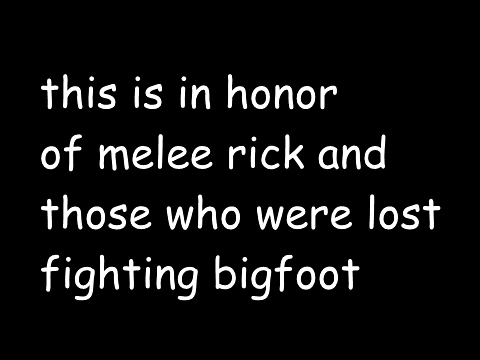 this is in honor
of melee rick and
those who were lost
fighting bigfoot